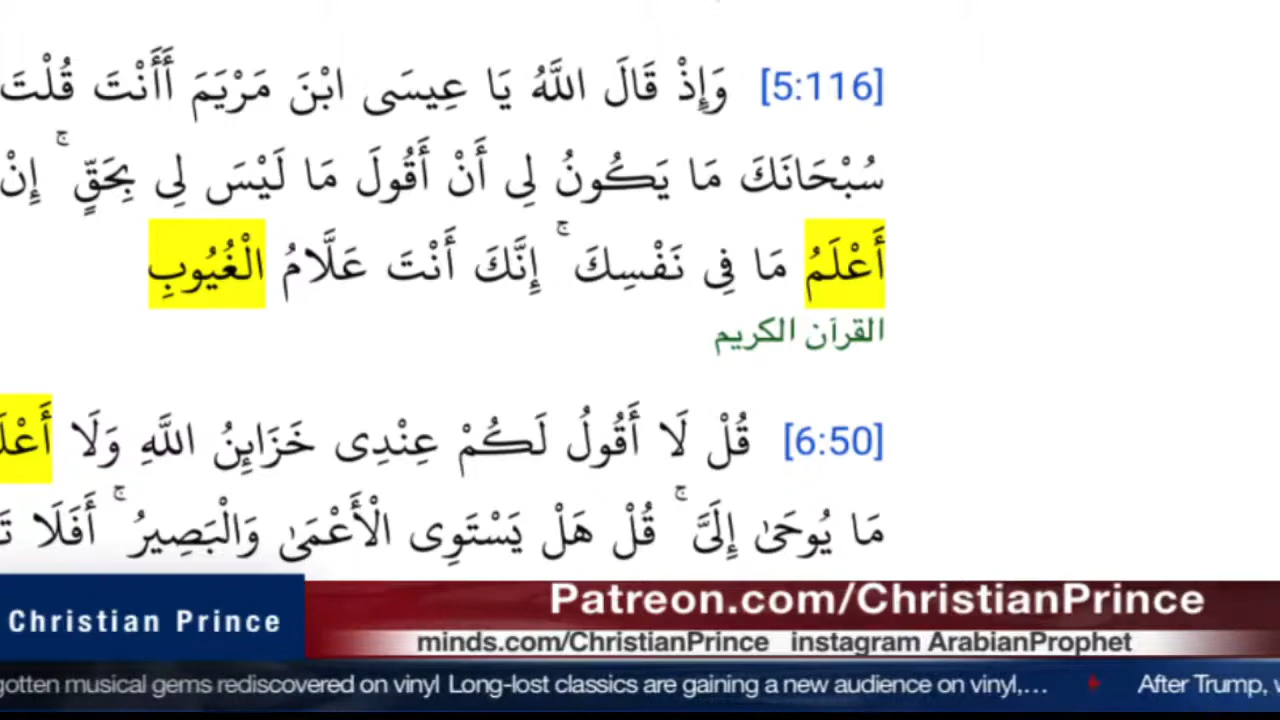 [5:116] وَإِذْ قَالَ اللَّهُ يَا عِيسَى ابْنَ مَرْيَمَ أَأَنْتَ قُلْتَ
سُبْحَانَكَ مَا يَكُونُ لِي أَنْ أَقُولَ مَا لَيْسَ لِي بِحَقٍّ ۚ إِنْ
أَعْلَمُ مَا فِي نَفْسِكَ ۚ إِنَّكَ أَنْتَ عَلَّامُ الْغُيُوبِ
القرآن الكريم
[6:50] قُلْ لَا أَقُولُ لَكُمْ عِنْدِي خَزَايِنُ اللَّهِ وَلَا
مَا يُوحَىٰ إِلَيَّ ۚ قُلْ هَلْ يَسْتَوِي الْأَعْمَىٰ وَالْبَصِيرُ ۚ أَفَلَا
Christian Prince
Patreon.com/ChristianPrince
minds.com/ChristianPrince instagram ArabianProphet
gotten musical gems rediscovered on vinyl Long-lost classics are gaining a new audience on vinyl,... After Trump,